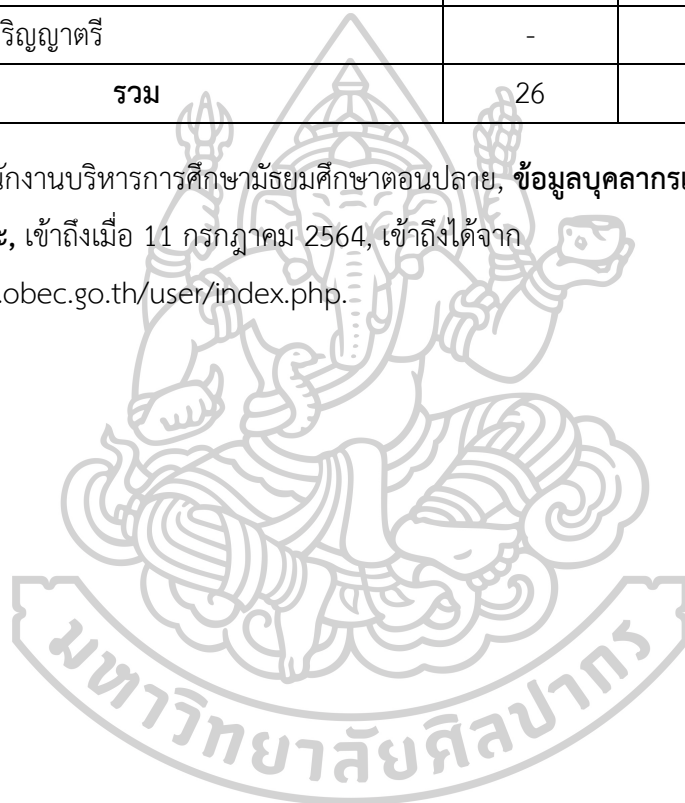 ริญญาตรี -
รวม 26
นักงานบริหารการศึกษามัธยมศึกษาตอนปลาย, ข้อมูลบุคลากร
ะ, เข้าถึงเมื่อ 11 กรกฎาคม 2564, เข้าถึงได้จาก
.obec.go.th/user/index.php.
มหาวิทยาลัยศิลปากร